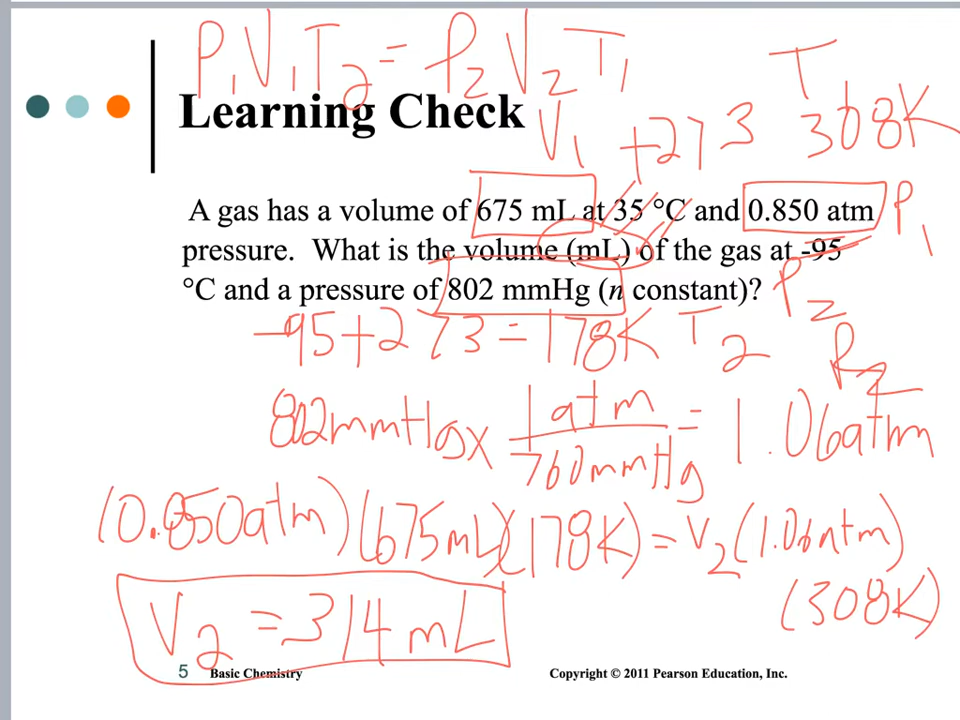 P₁V₁T₂ = P₂V₂T₁
T
Learning Check
V₁ +273 308K
A gas has a volume of 675 mL at 35 °C and 0.850 atm P₁
pressure. What is the volume (mL) of the gas at -95
°C and a pressure of 802 mmHg (n constant)? P₂
-95+273=178K T₂ P₂
802mmHg x 1atm/760mmHg = 1.06atm
(0.850atm)(675mL)(178K)=V₂(1.06atm)
(308K)
V₂ = 314 mL
5 Basic Chemistry Copyright © 2011 Pearson Education, Inc.